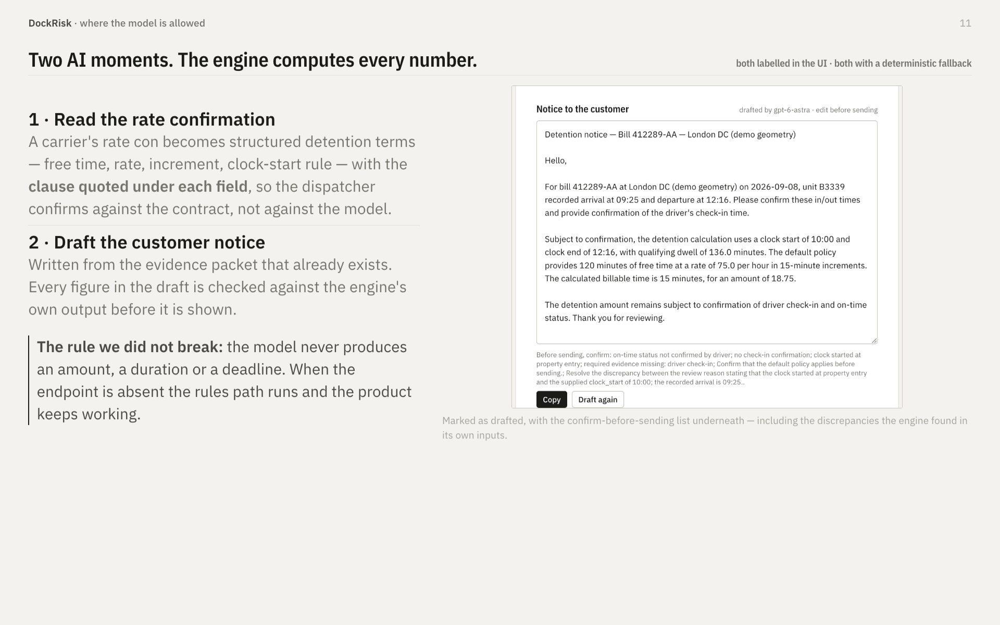 DockRisk · where the model is allowed
11
Two AI moments. The engine computes every number.
both labelled in the UI · both with a deterministic fallback
1 · Read the rate confirmation
A carrier's rate con becomes structured detention terms
— free time, rate, increment, clock-start rule — with the
clause quoted under each field, so the dispatcher
confirms against the contract, not against the model.
2 · Draft the customer notice
Written from the evidence packet that already exists.
Every figure in the draft is checked against the engine's
own output before it is shown.
The rule we did not break: the model never produces
an amount, a duration or a deadline. When the
endpoint is absent the rules path runs and the product
keeps working.
Notice to the customer
drafted by gpt-6-astra · edit before sending
Detention notice — Bill 412289-AA — London DC (demo geometry)
Hello,
For bill 412289-AA at London DC (demo geometry) on 2026-09-08, unit B3339
recorded arrival at 09:25 and departure at 12:16. Please confirm these in/out times
and provide confirmation of the driver's check-in time.
Subject to confirmation, the detention calculation uses a clock start of 10:00 and
clock end of 12:16, with qualifying dwell of 136.0 minutes. The default policy
provides 120 minutes of free time at a rate of 75.0 per hour in 15-minute increments.
The calculated billable time is 15 minutes, for an amount of 18.75.
The detention amount remains subject to confirmation of driver check-in and on-time
status. Thank you for reviewing.
Before sending, confirm: on-time status not confirmed by driver; no check-in confirmation; clock started at
property entry; required evidence missing: driver check-in; Confirm that the default policy applies before
sending.; Resolve the discrepancy between the review reason stating that the clock started at property entry
and the supplied clock_start of 10:00; the recorded arrival is 09:25..
Copy
Draft again
Marked as drafted, with the confirm-before-sending list underneath — including the discrepancies the engine found in
its own inputs.